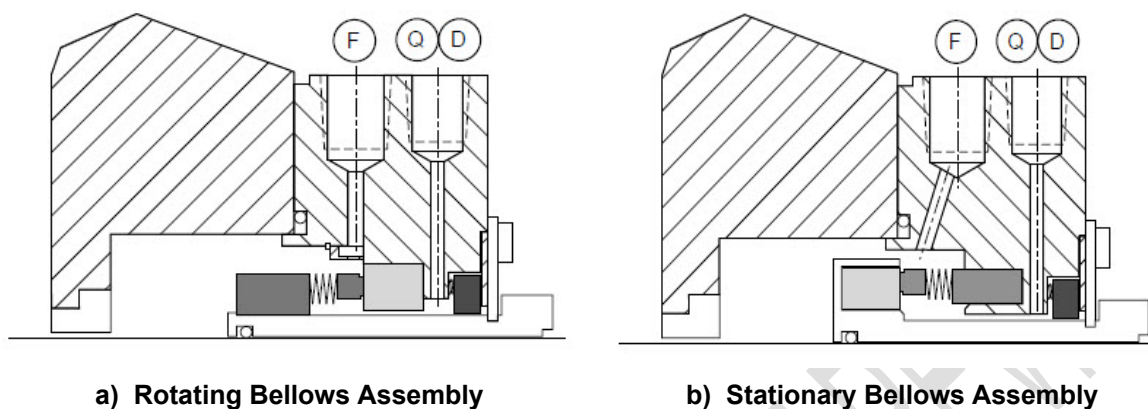 F Q D
F Q D
a) Rotating Bellows Assembly
b) Stationary Bellows Assembly